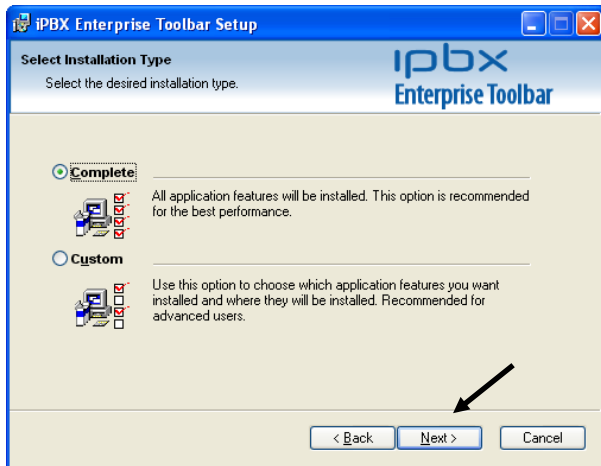 iPBX Enterprise Toolbar Setup
Select Installation Type
Select the desired installation type.
ipbx
Enterprise Toolbar
Complete
All application features will be installed. This option is recommended
for the best performance.
Custom
Use this option to choose which application features you want
installed and where they will be installed. Recommended for
advanced users.
< Back
Next >
Cancel